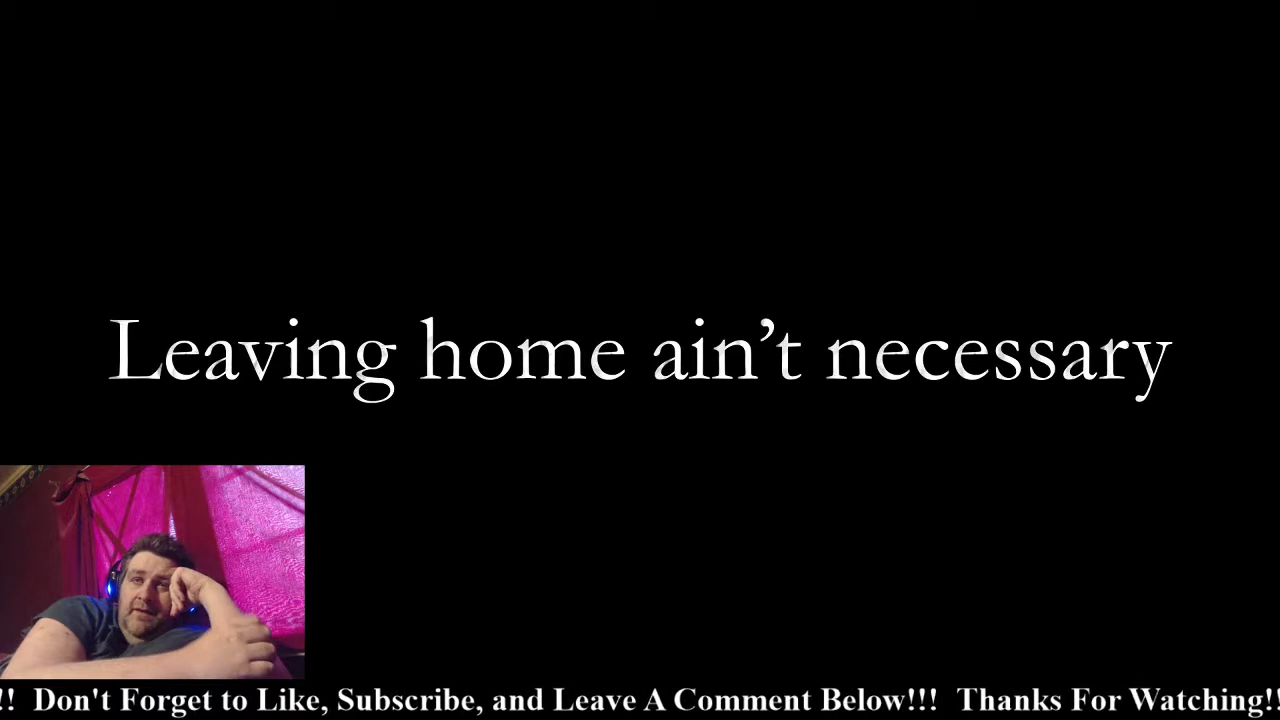 Leaving home ain’t necessary
!! Don't Forget to Like, Subscribe, and Leave A Comment Below!!! Thanks For Watching!!